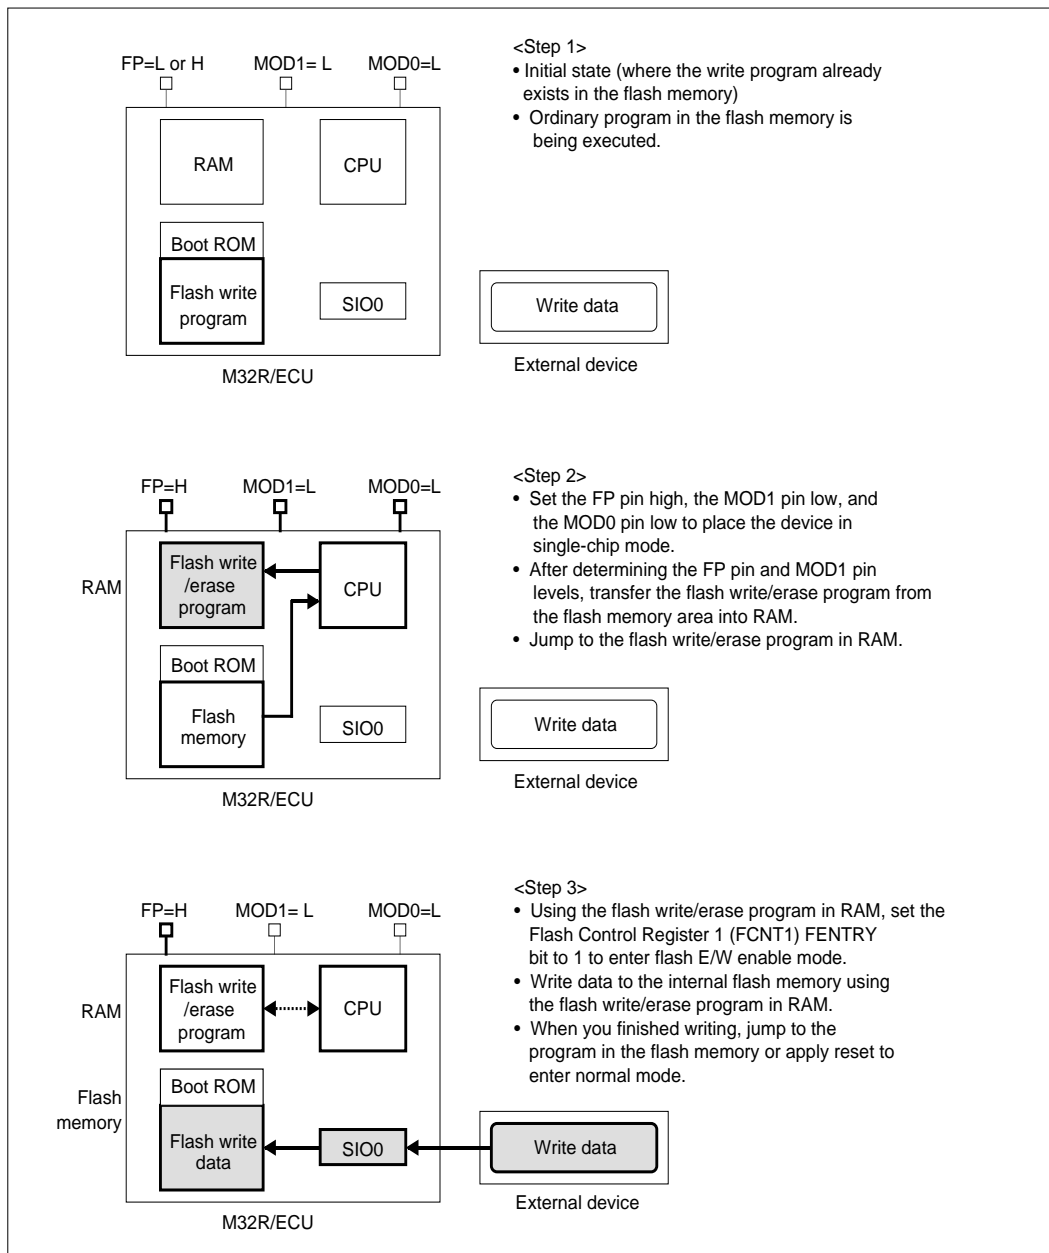 FP=L or H MOD1= L MOD0=L
RAM
CPU
Boot ROM
Flash write
program
SIO0
M32R/ECU
Write data
External device
<Step 1>
• Initial state (where the write program already
exists in the flash memory)
• Ordinary program in the flash memory is
being executed.
FP=H MOD1=L MOD0=L
RAM
Flash write
/erase
program
CPU
Boot ROM
Flash
memory
SIO0
M32R/ECU
Write data
External device
<Step 2>
• Set the FP pin high, the MOD1 pin low, and
the MOD0 pin low to place the device in
single-chip mode.
• After determining the FP pin and MOD1 pin
levels, transfer the flash write/erase program from
the flash memory area into RAM.
• Jump to the flash write/erase program in RAM.
FP=H MOD1= L MOD0=L
RAM
Flash write
/erase
program
CPU
Flash
memory
Boot ROM
Flash write
data
SIO0
M32R/ECU
Write data
External device
<Step 3>
• Using the flash write/erase program in RAM, set the
Flash Control Register 1 (FCNT1) FENTRY
bit to 1 to enter flash E/W enable mode.
• Write data to the internal flash memory using
the flash write/erase program in RAM.
• When you finished writing, jump to the
program in the flash memory or apply reset to
enter normal mode.